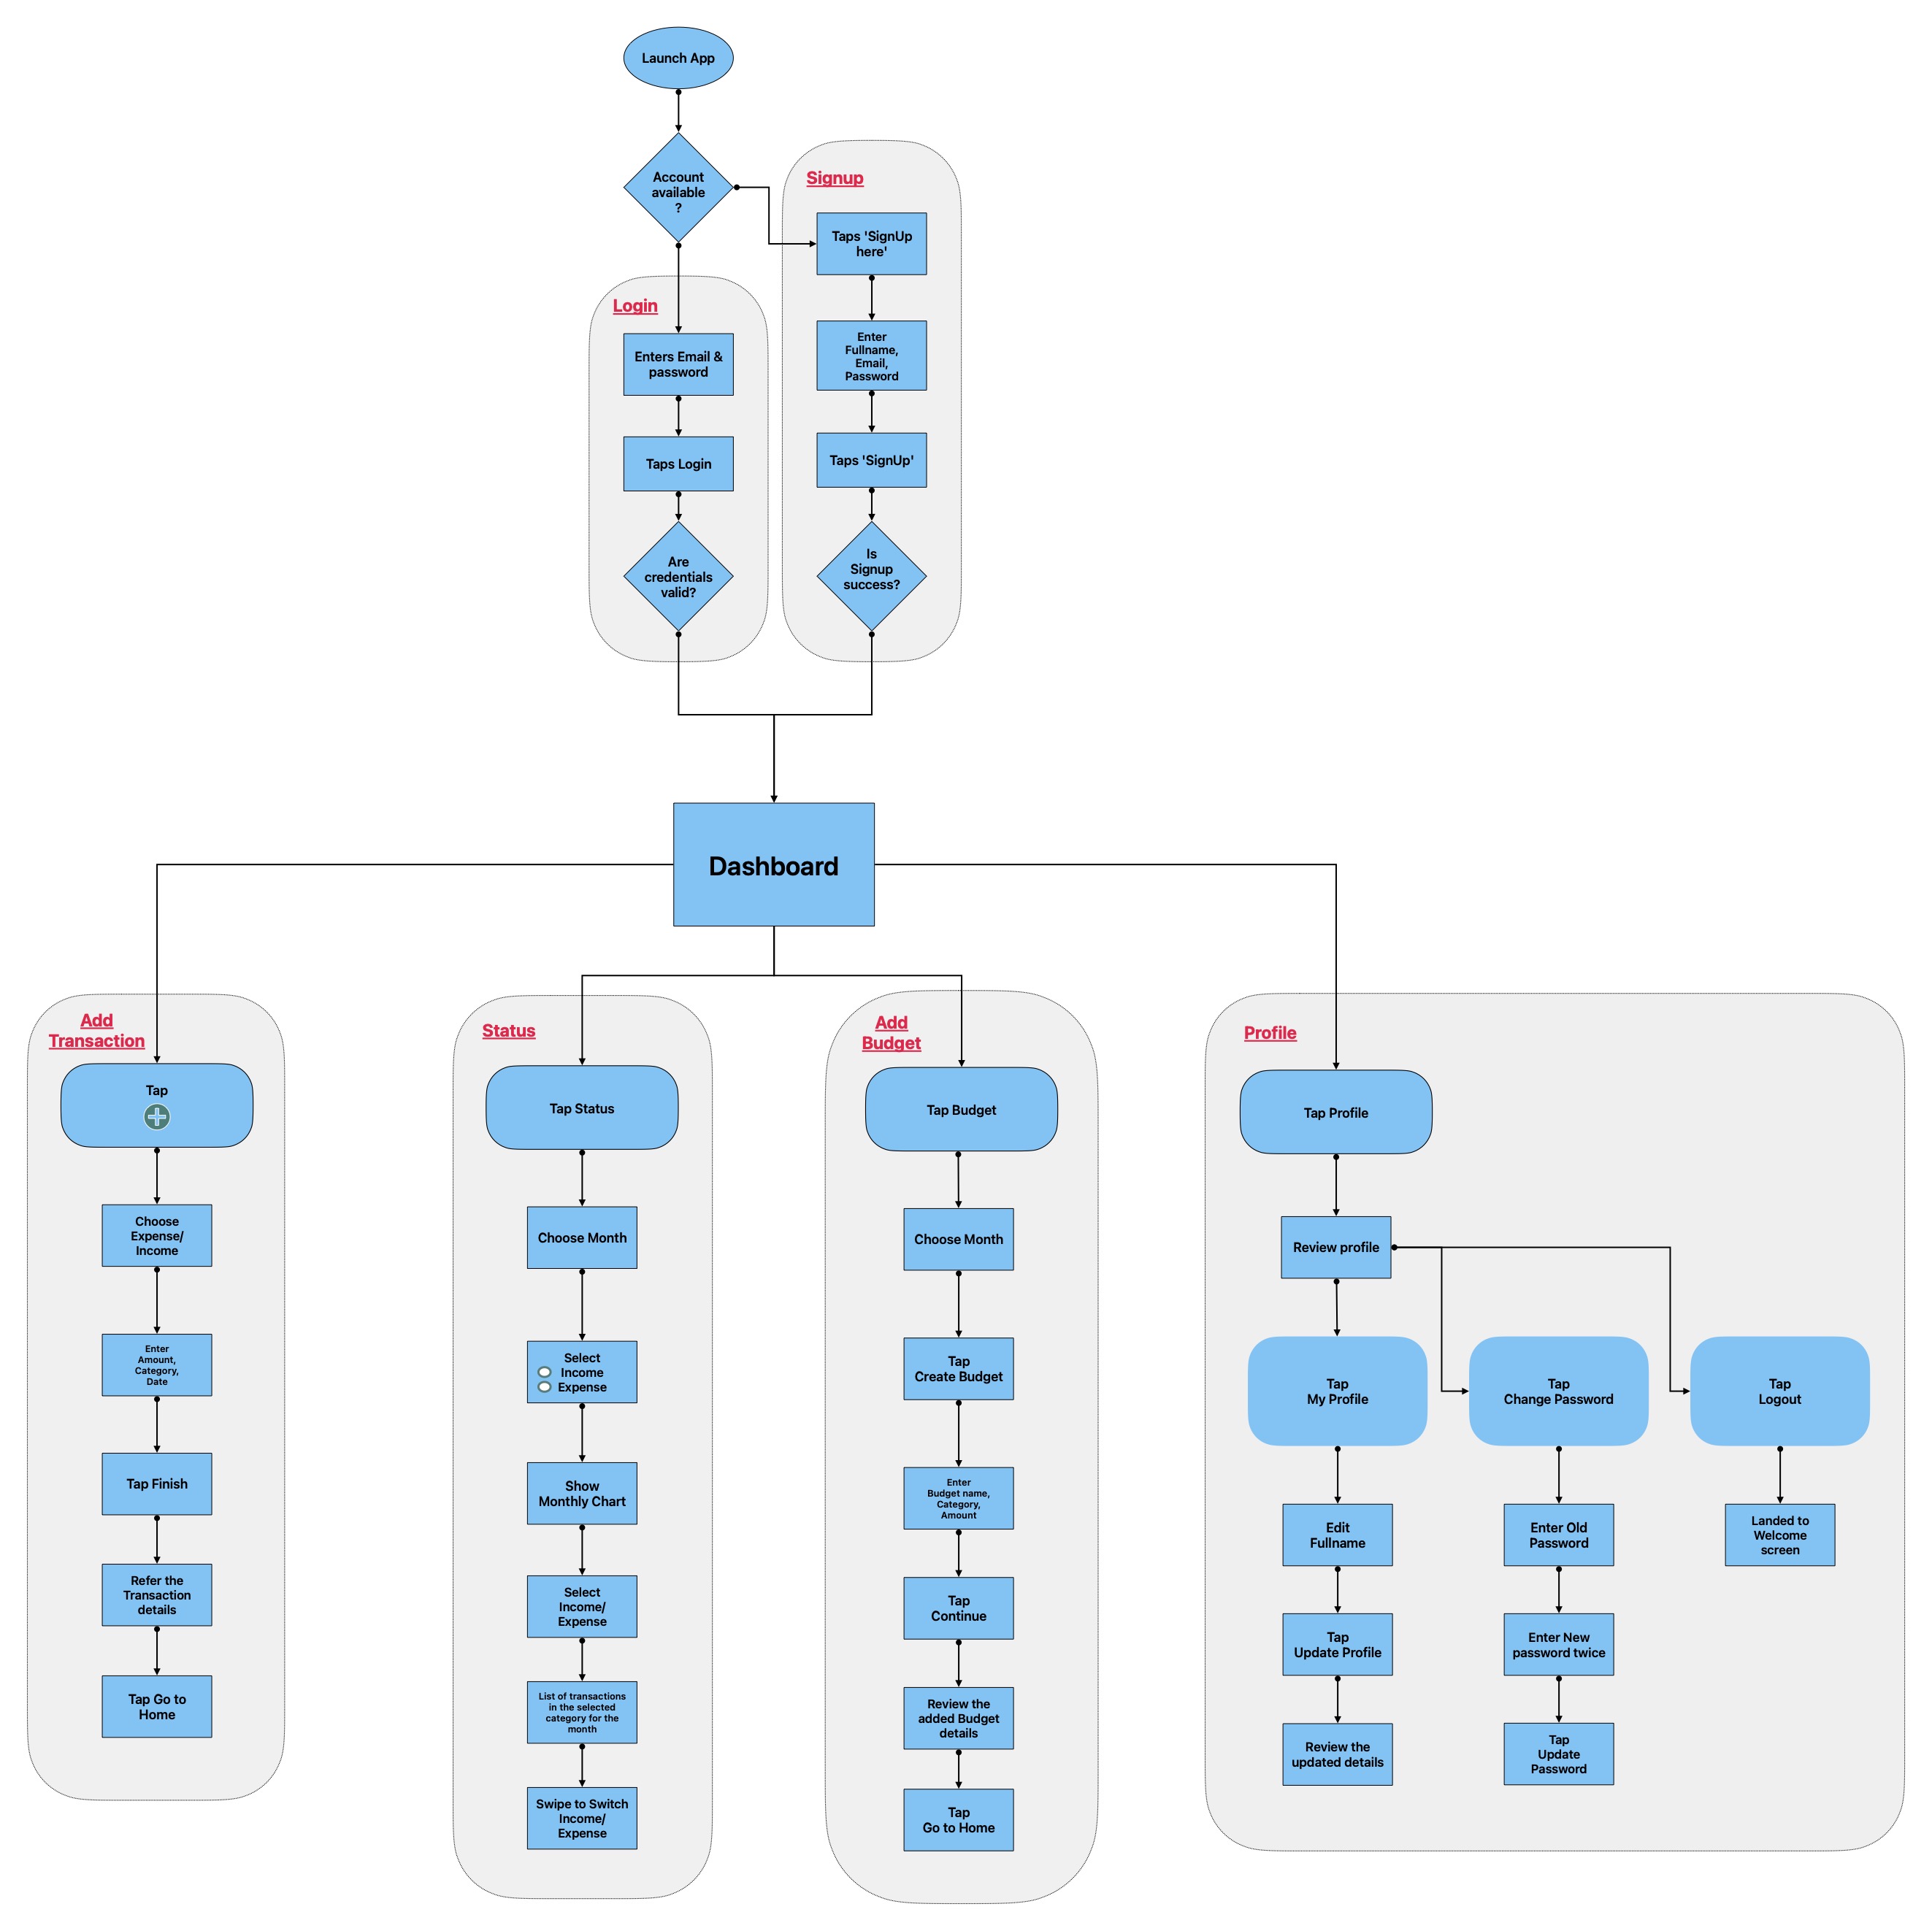 Launch App
Account
available
?
Signup
Taps 'SignUp
here'
Enter
Fullname,
Email,
Password
Taps 'SignUp'
Is
Signup
success?
Login
Enters Email &
password
Taps Login
Are
credentials
valid?
Dashboard
Add
Transaction
Tap
Choose
Expense/
Income
Enter
Amount,
Category,
Date
Tap Finish
Refer the
Transaction
details
Tap Go to
Home
Status
Tap Status
Choose Month
Select
Income
Expense
Show
Monthly Chart
Select
Income/
Expense
List of transactions
in the selected
category for the
month
Swipe to Switch
Income/
Expense
Add
Budget
Tap Budget
Choose Month
Tap
Create Budget
Enter
Budget name,
Category,
Amount
Tap
Continue
Review the
added Budget
details
Tap
Go to Home
Profile
Tap Profile
Review profile
Tap
My Profile
Edit
Fullname
Tap
Update Profile
Review the
updated details
Tap
Change Password
Enter Old
Password
Enter New
password twice
Tap
Update
Password
Tap
Logout
Landed to
Welcome
screen